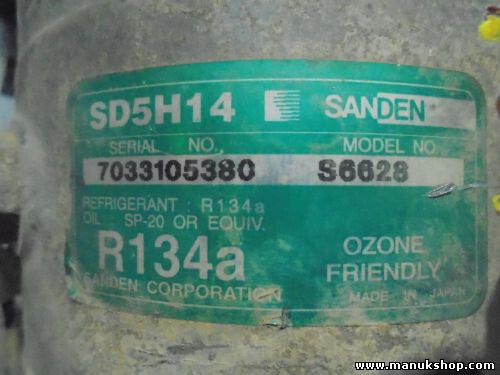 SD5H14 SANDEN
SERIAL NO., MODEL NO.
7033105380 S6628
REFRIGERANT : R134a
OIL : SP-20 OR EQUIV.
R134a OZONE FRIENDLY
SANDEN CORPORATION MADE IN JAPAN
www.manukshop.com